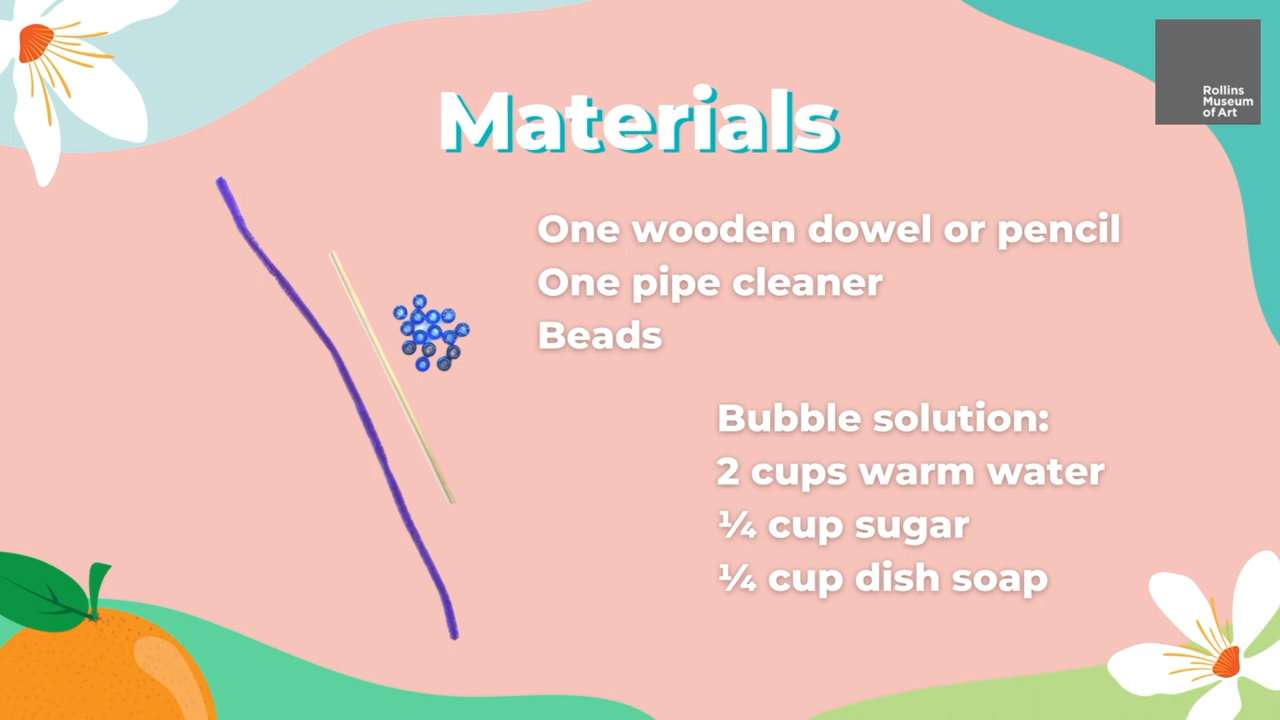 Rollins
Museum
of Art
Materials
One wooden dowel or pencil
One pipe cleaner
Beads
Bubble solution:
2 cups warm water
¼ cup sugar
¼ cup dish soap